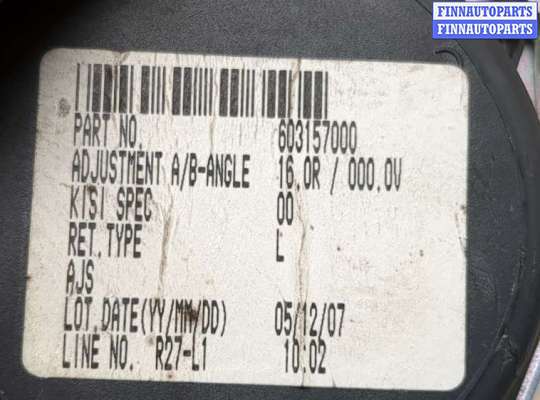 FINNAUTOPARTS
FINNAUTOPARTS
PART NO. 603157000
ADJUSTMENT A/B-ANGLE 16.0R / 000.0V
KISI SPEC 00
RET.TYPE L
AJS
LOT.DATE(YY/MM/DD) 05/12/07
LINE NO. R27-L1 10:02